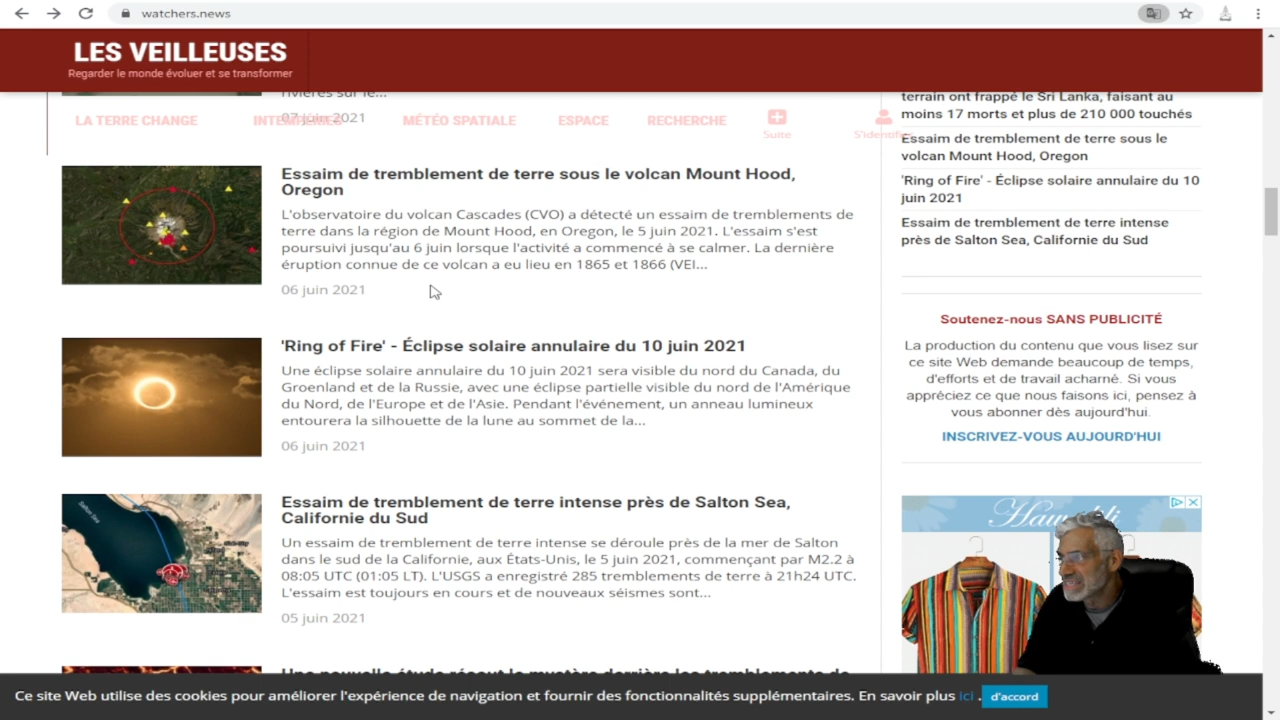 watchers.news
LES VEILLEUSES
Regarder le monde évoluer et se transformer
rivières sur le...
07 juin 2021
LA TERRE CHANGE
INTEMPÉRIES
MÉTÉO SPATIALE
ESPACE
RECHERCHE
Suite
S'identifier
Essaim de tremblement de terre sous le volcan Mount Hood,
Oregon
L'observatoire du volcan Cascades (CVO) a détecté un essaim de tremblements de
terre dans la région de Mount Hood, en Oregon, le 5 juin 2021. L'essaim s'est
poursuivi jusqu'au 6 juin lorsque l'activité a commencé à se calmer. La dernière
éruption connue de ce volcan a eu lieu en 1865 et 1866 (VEI...
06 juin 2021
'Ring of Fire' - Éclipse solaire annulaire du 10 juin 2021
Une éclipse solaire annulaire du 10 juin 2021 sera visible du nord du Canada, du
Groenland et de la Russie, avec une éclipse partielle visible du nord de l'Amérique
du Nord, de l'Europe et de l'Asie. Pendant l'événement, un anneau lumineux
entourera la silhouette de la lune au sommet de la...
06 juin 2021
Essaim de tremblement de terre intense près de Salton Sea,
Californie du Sud
Un essaim de tremblement de terre intense se déroule près de la mer de Salton
dans le sud de la Californie, aux États-Unis, le 5 juin 2021, commençant par M2.2 à
08:05 UTC (01:05 LT). L'USGS a enregistré 285 tremblements de terre à 21h24 UTC.
L'essaim est toujours en cours et de nouveaux séismes sont...
05 juin 2021
Une nouvelle étude résout le mystère derrière les tremblements de
terrain ont frappé le Sri Lanka, faisant au
moins 17 morts et plus de 210 000 touchés
Essaim de tremblement de terre sous le
volcan Mount Hood, Oregon
'Ring of Fire' - Éclipse solaire annulaire du 10
juin 2021
Essaim de tremblement de terre intense
près de Salton Sea, Californie du Sud
Soutenez-nous SANS PUBLICITÉ
La production du contenu que vous lisez sur
ce site Web demande beaucoup de temps,
d'efforts et de travail acharné. Si vous
appréciez ce que nous faisons ici, pensez à
vous abonner dès aujourd'hui.
INSCRIVEZ-VOUS AUJOURD'HUI
Salton Sea
Ce site Web utilise des cookies pour améliorer l'expérience de navigation et fournir des fonctionnalités supplémentaires. En savoir plus ici . d'accord